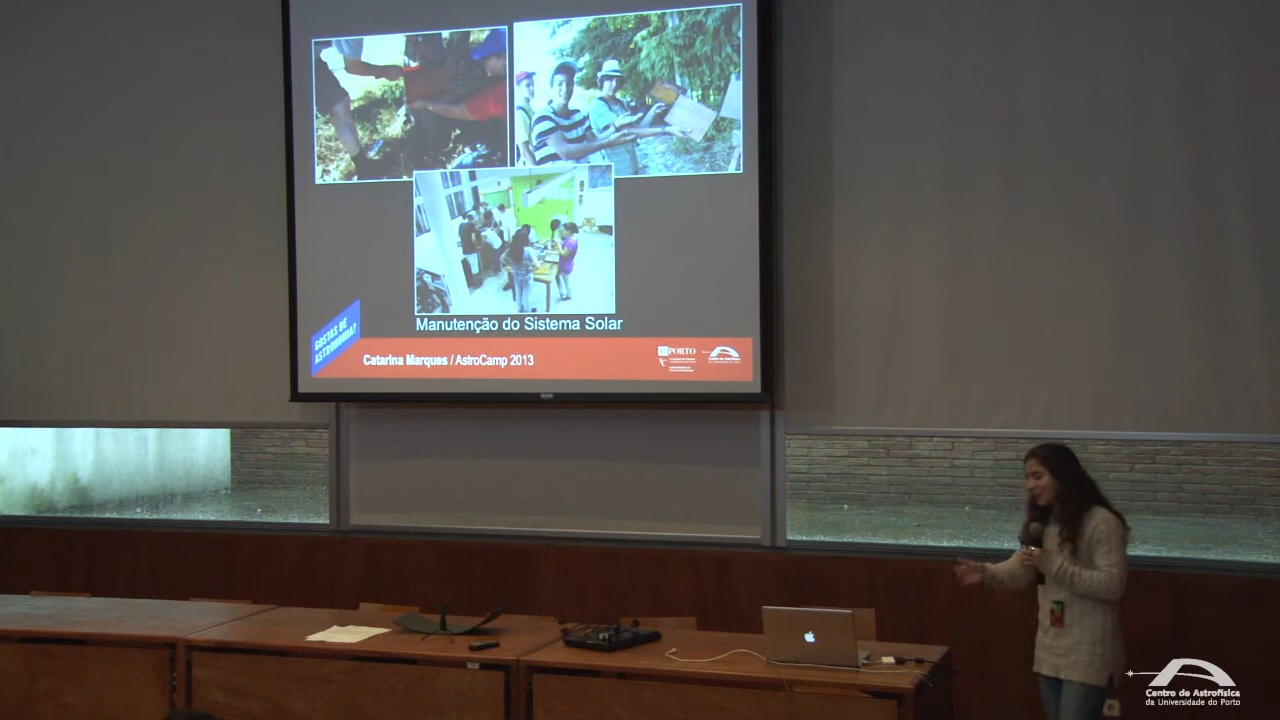 Manutenção do Sistema Solar
GOSTAS DE
ASTRONOMIA?
Catarina Marques / AstroCamp 2013
PORTO
Centro de Astrofísica
da Universidade do Porto